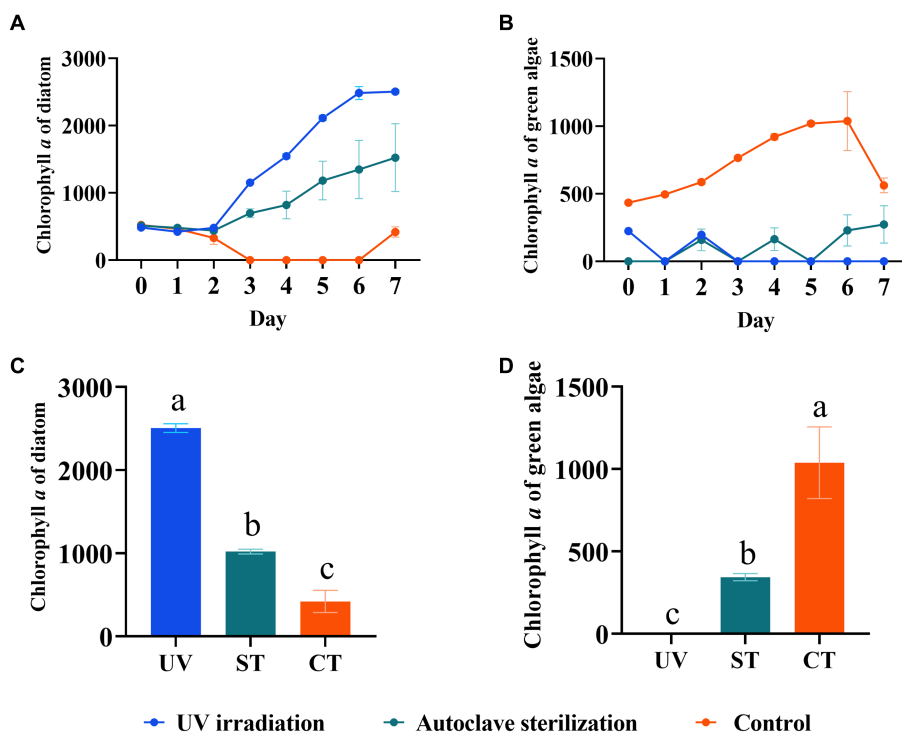 A
Chlorophyll a of diatom
3000
2000
1000
0
0 1 2 3 4 5 6 7
Day
B
Chlorophyll a of green algae
1500
1000
500
0
0 1 2 3 4 5 6 7
Day
C
Chlorophyll a of diatom
3000
2000
1000
0
a
b
c
UV ST CT
D
Chlorophyll a of green algae
1500
1000
500
0
c
b
a
UV ST CT
UV irradiation Autoclave sterilization Control